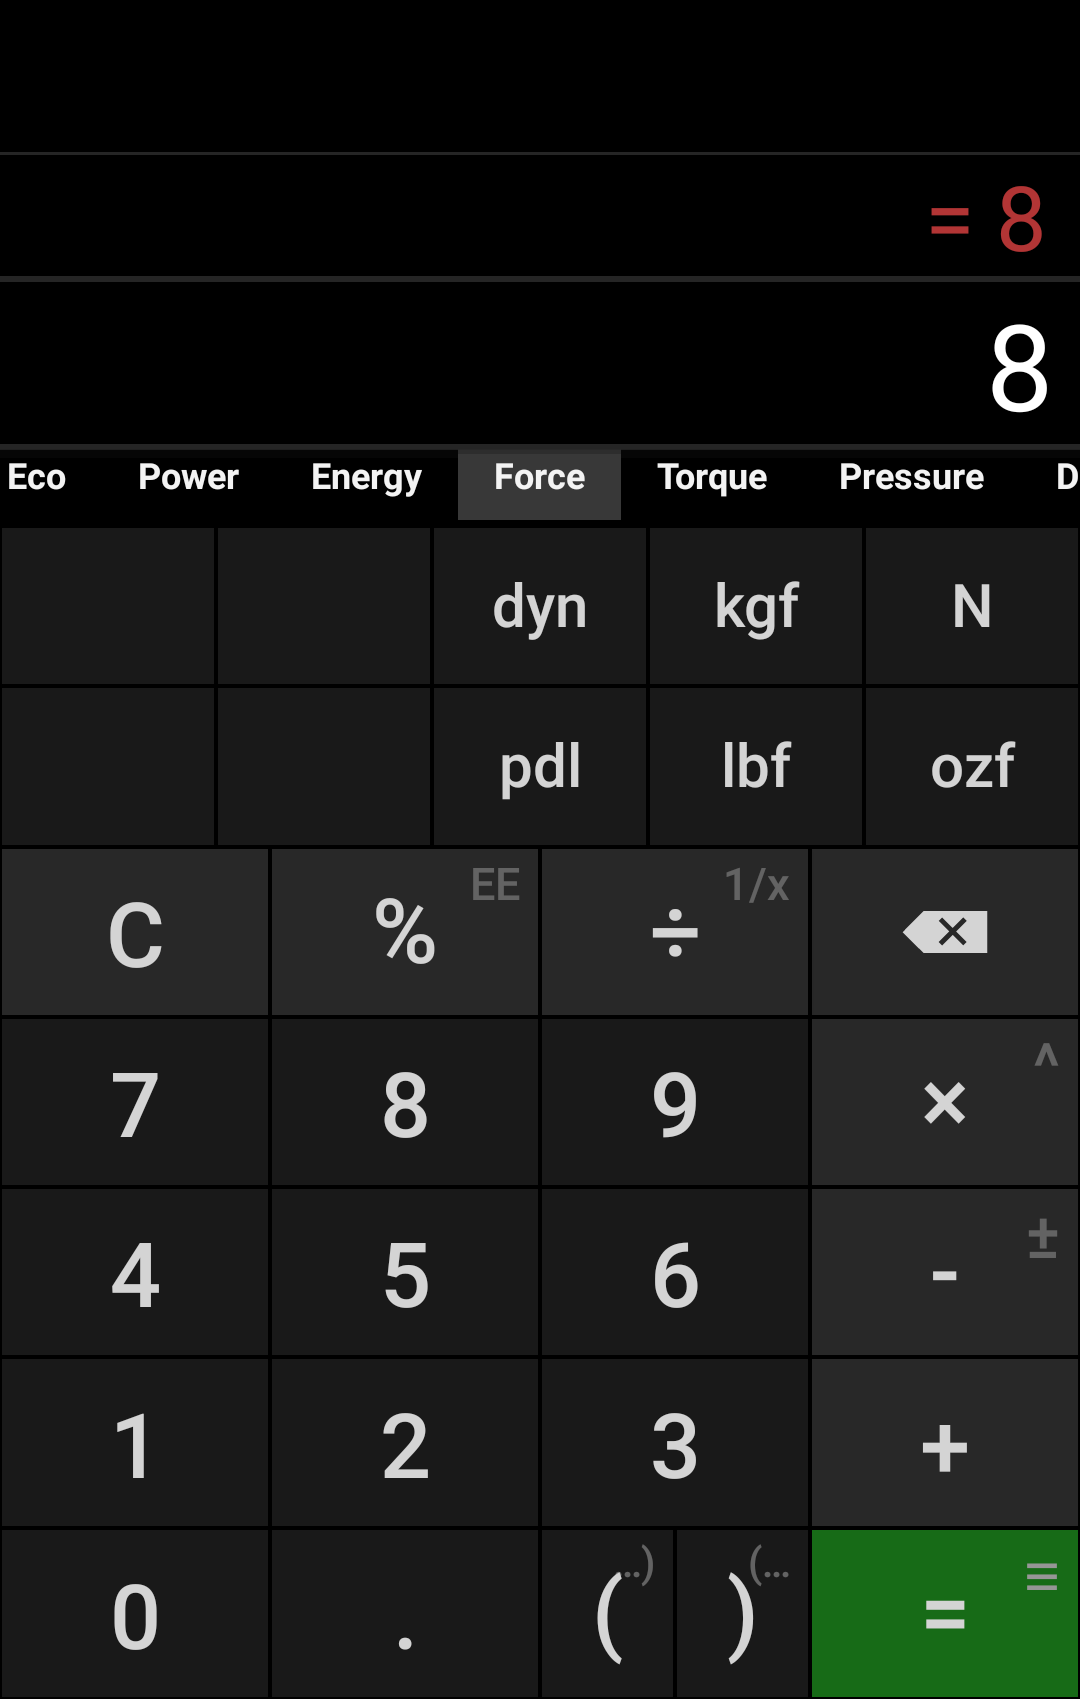 = 8
8
Eco Power Energy Force Torque Pressure D
dyn kgf N
pdl lbf ozf
C % EE ÷ 1/x
7 8 9 × ^
4 5 6 - ±
1 2 3 +
0 . ( ..) ) (... = ≡